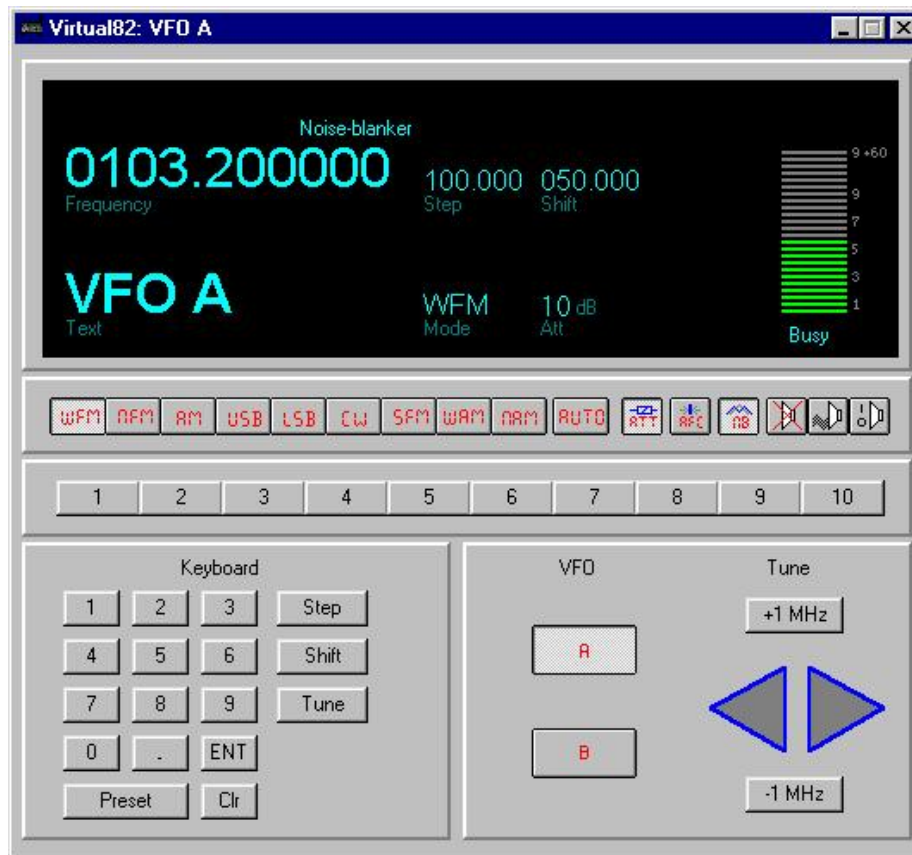 Virtual82: VFO A
Noise-blanker
0103.200000 100.000 050.000
Frequency Step Shift
9 +60
9
7
5
3
1
VFO A WFM 10 dB
Text Mode Att
Busy
WFM NFM AM USB LSB CW SFM WAM NAM AUTO ATT AFC NB
1 2 3 4 5 6 7 8 9 10
Keyboard
1 2 3 Step
4 5 6 Shift
7 8 9 Tune
0 . ENT
Preset Clr
VFO Tune
+1 MHz
A
B
-1 MHz